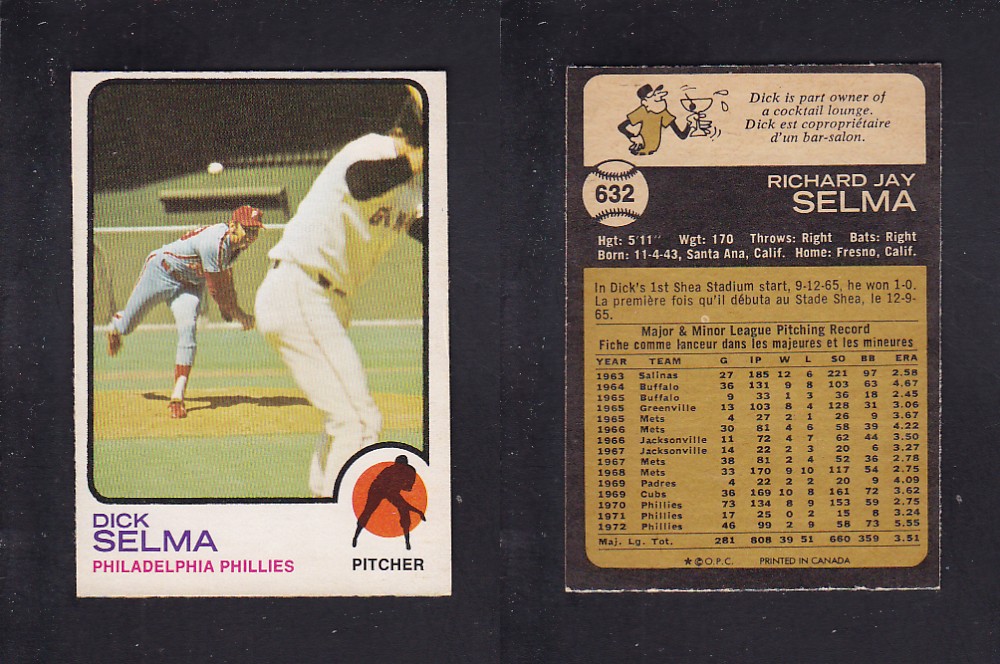 DICK
SELMA
PHILADELPHIA PHILLIES
PITCHER
Dick is part owner of
a cocktail lounge.
Dick est copropriétaire
d'un bar-salon.
632
RICHARD JAY
SELMA
Hgt: 5'11" Wgt: 170 Throws: Right Bats: Right
Born: 11-4-43, Santa Ana, Calif. Home: Fresno, Calif.
In Dick's 1st Shea Stadium start, 9-12-65, he won 1-0.
La première fois qu'il débuta au Stade Shea, le 12-9-
65.
Major & Minor League Pitching Record
Fiche comme lanceur dans les majeures et les mineures
YEAR TEAM G IP W L SO BB ERA
1963 Salinas 27 185 12 6 221 97 2.58
1964 Buffalo 36 131 9 8 103 63 4.67
1965 Buffalo 9 33 1 3 36 18 2.45
1965 Greenville 13 103 8 4 128 31 3.06
1965 Mets 4 27 2 1 26 9 3.67
1966 Mets 30 81 4 6 58 39 4.22
1966 Jacksonville 11 72 4 7 62 44 3.50
1967 Jacksonville 14 22 2 3 20 6 3.27
1967 Mets 38 81 2 4 52 36 2.78
1968 Mets 33 170 9 10 117 54 2.75
1969 Padres 4 22 2 2 20 9 4.09
1969 Cubs 36 169 10 8 161 72 3.62
1970 Phillies 73 134 8 9 153 59 2.75
1971 Phillies 17 25 0 2 15 8 3.24
1972 Phillies 46 99 2 9 58 73 5.55
Maj. Lg. Tot. 281 808 39 51 660 359 3.51
★ © O.P.C. PRINTED IN CANADA